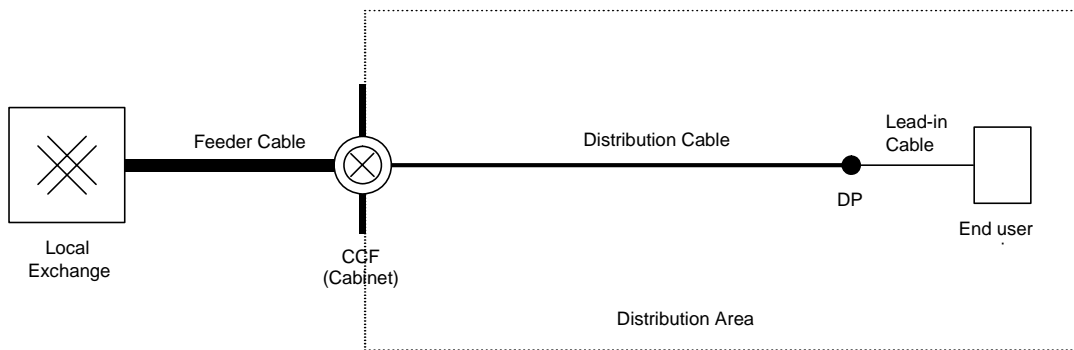 Feeder Cable
Distribution Cable
Lead-in
Cable
DP
Local
Exchange
CCF
(Cabinet)
End user
Distribution Area